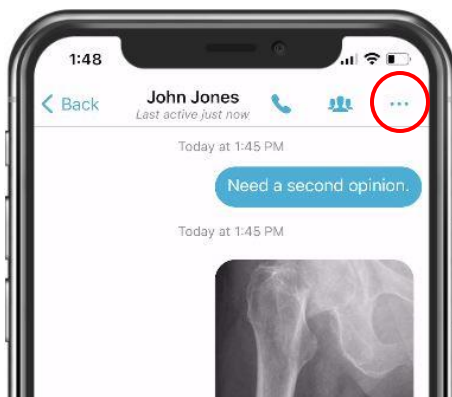 1:48
Back
John Jones
Last active just now
Today at 1:45 PM
Need a second opinion.
Today at 1:45 PM